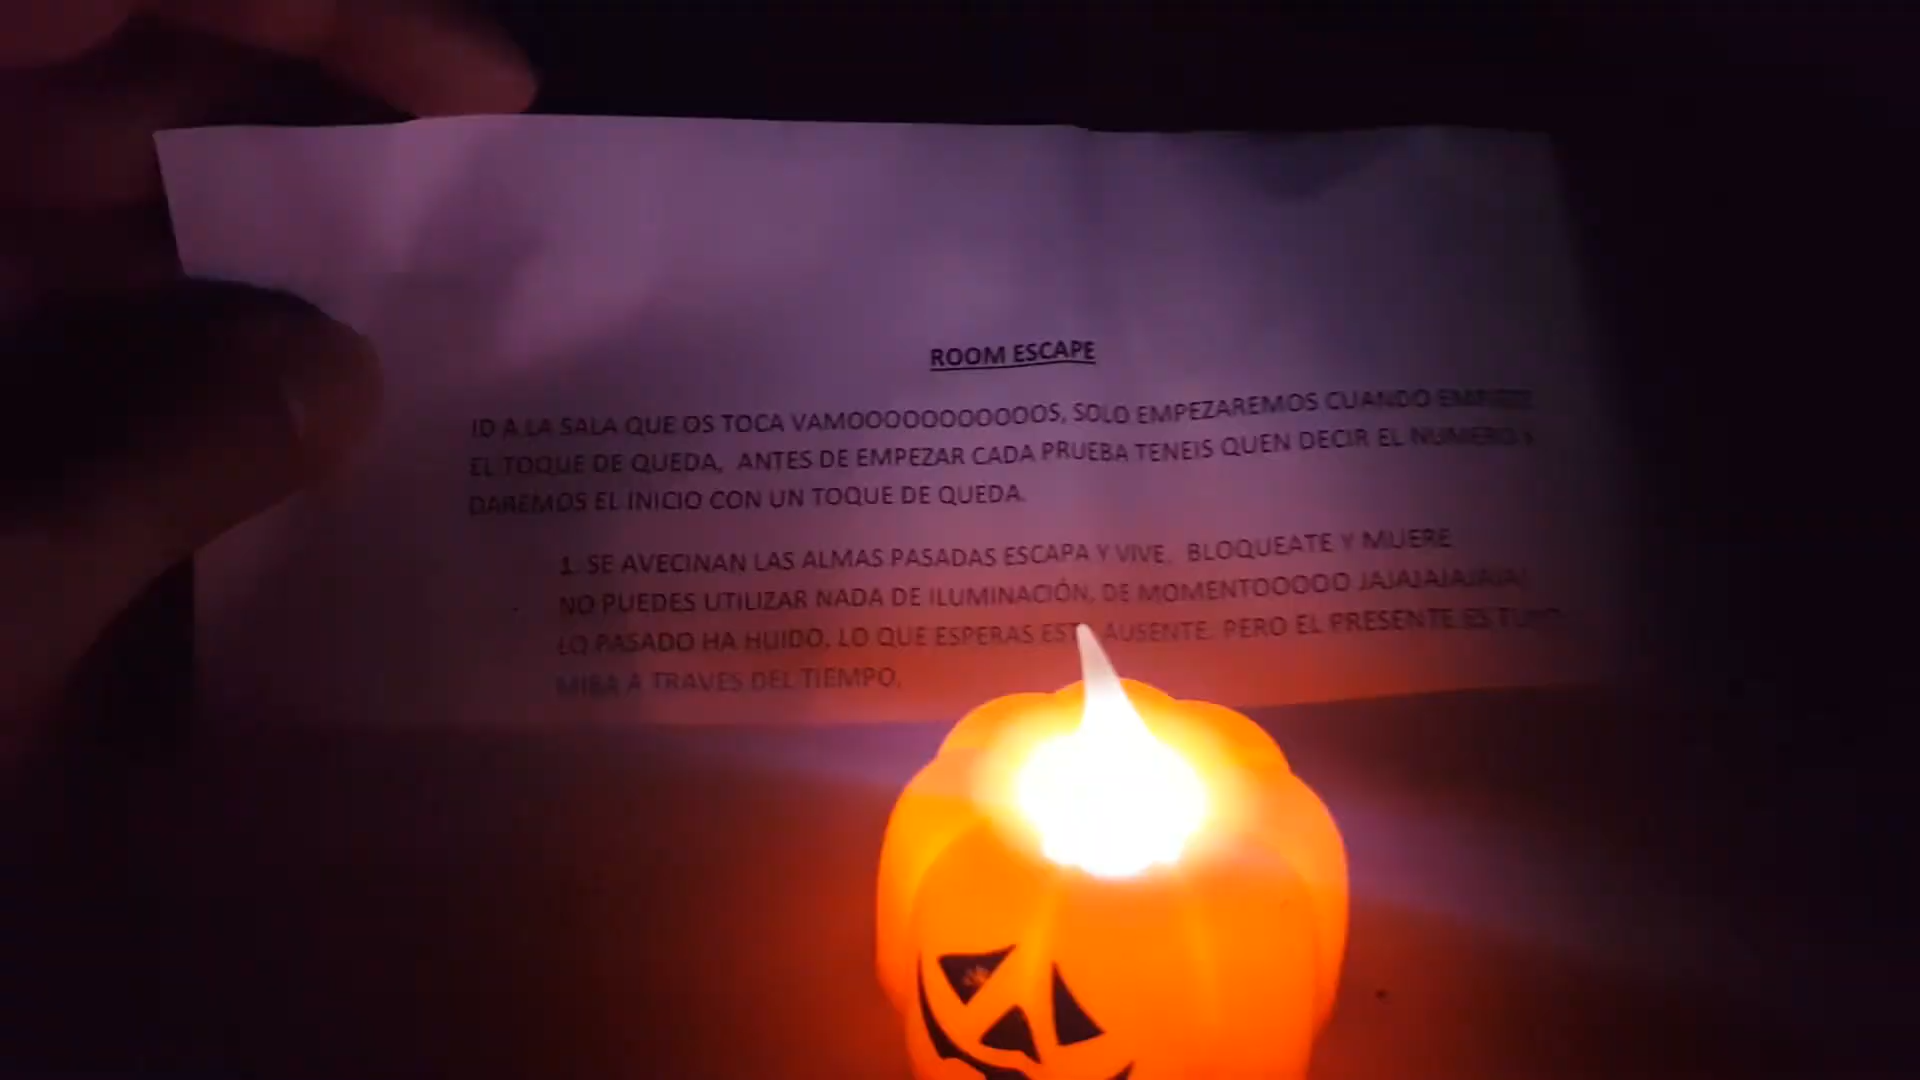 ROOM ESCAPE
ID A LA SALA QUE OS TOCA VAMOOOOOOOOOOOS, SOLO EMPEZAREMOS CUANDO EMPIECE
EL TOQUE DE QUEDA, ANTES DE EMPEZAR CADA PRUEBA TENEIS QUEN DECIR EL NUMERO Y
DAREMOS EL INICIO CON UN TOQUE DE QUEDA.
1. SE AVECINAN LAS ALMAS PASADAS ESCAPA Y VIVE, BLOQUEATE Y MUERE
NO PUEDES UTILIZAR NADA DE ILUMINACIÓN, DE MOMENTOOOOO JAJAJAJAJAJA!
LO PASADO HA HUIDO, LO QUE ESPERAS AUSENTE, PERO EL PRESENTE ES
MIRA A TRAVES DEL TIEMPO.